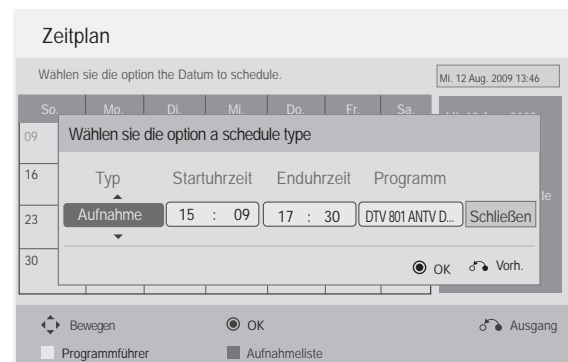 Zeitplan
Wählen sie die option the Datum to schedule.
Mi. 12 Aug. 2009 13:46
So. Mo. Di. Mi. Do. Fr. Sa.
09
Wählen sie die option a schedule type
16
Typ Startuhrzeit Enduhrzeit Programm
te
23
Aufnahme 15 : 09 17 : 30 DTV 801 ANTV D... Schließen
30
OK Vorh.
Bewegen OK Ausgang
Programmführer Aufnahmeliste